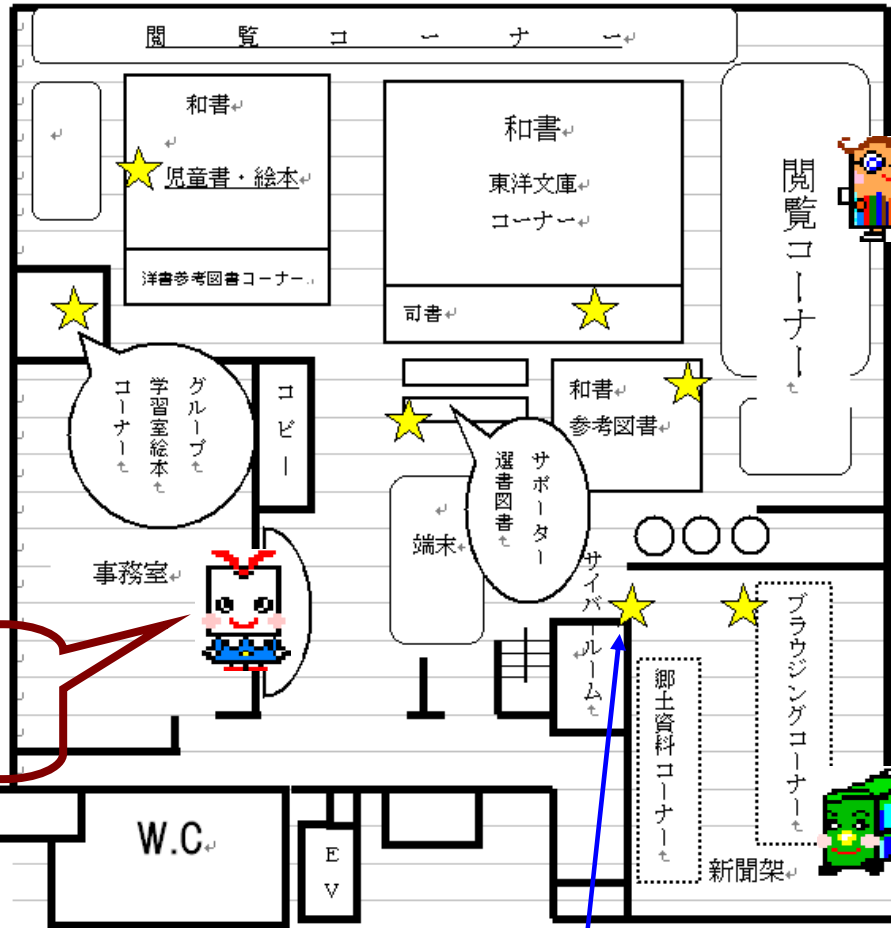 閲覧コーナー
和書
児童書・絵本
洋書参考図書コーナー
和書
東洋文庫
コーナー
司書
閲覧コーナー
グループ
学習室絵本
コーナー
コピー
サポーター
選書図書
和書
参考図書
端末
事務室
サイバールーム
郷土資料コーナー
ブラウジングコーナー
新聞架
W.C
EV